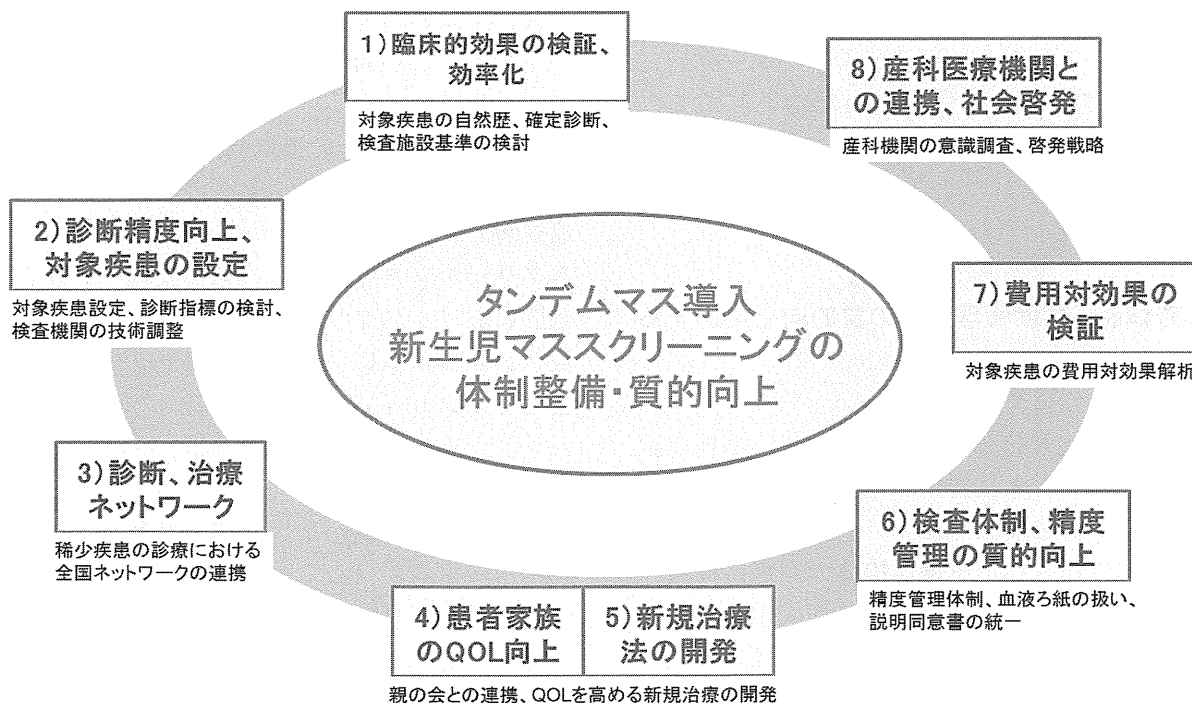 1)臨床的効果の検証、
効率化
対象疾患の自然歴、確定診断、
検査施設基準の検討
8)産科医療機関と
の連携、社会啓発
産科機関の意識調査、啓発戦略
2)診断精度向上、
対象疾患の設定
対象疾患設定、診断指標の検討、
検査機関の技術調整
タンデムマス導入
新生児マススクリーニングの
体制整備・質的向上
7)費用対効果の
検証
対象疾患の費用対効果解析
3)診断、治療
ネットワーク
稀少疾患の診療における
全国ネットワークの連携
6)検査体制、精度
管理の質的向上
精度管理体制、血液ろ紙の扱い、
説明同意書の統一
4)患者家族
のQOL向上
5)新規治療
法の開発
親の会との連携、QOLを高める新規治療の開発